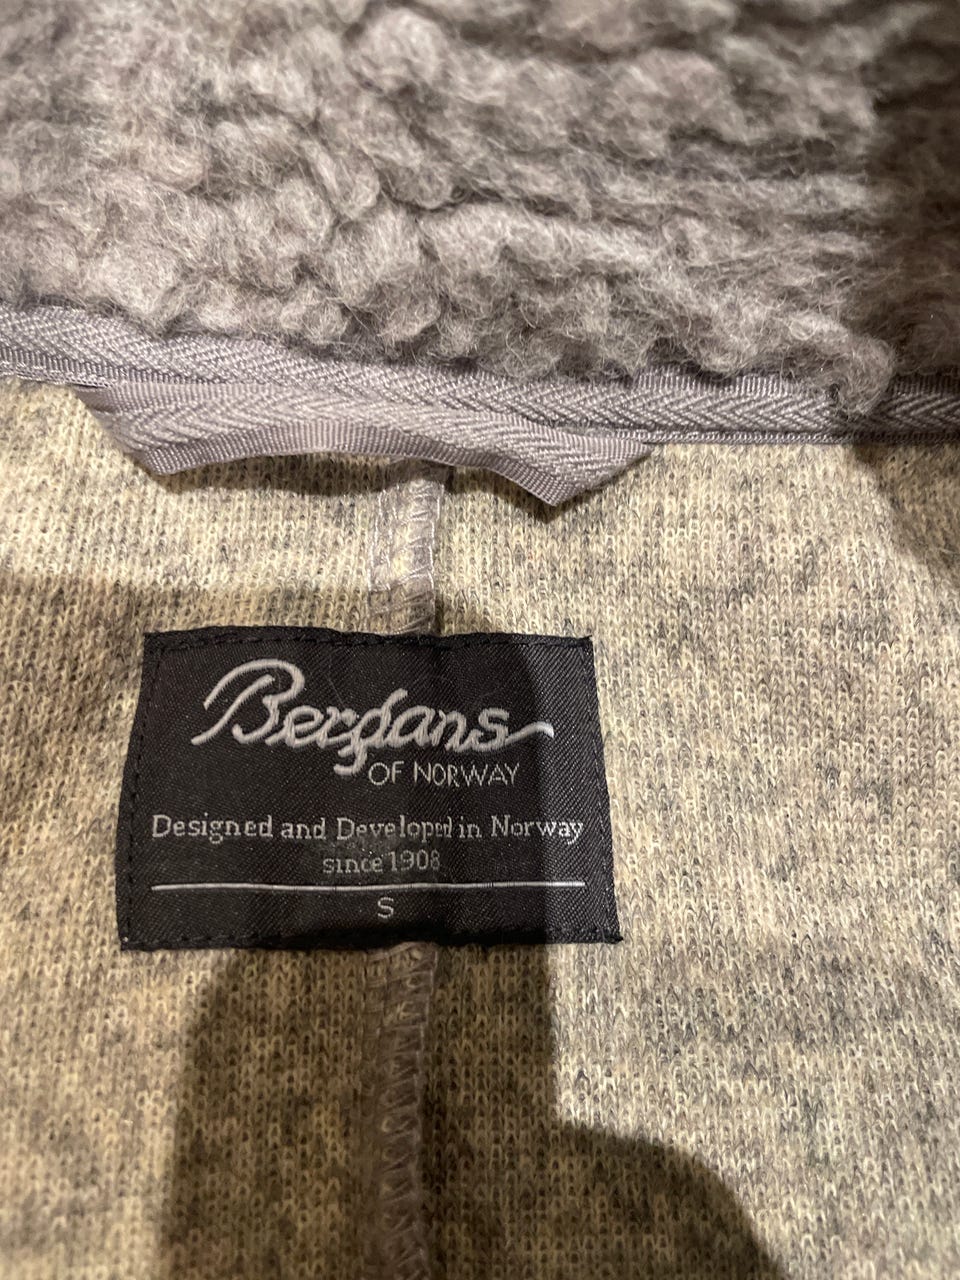 Bergans
OF NORWAY
Designed and Developed in Norway
since 1908
S